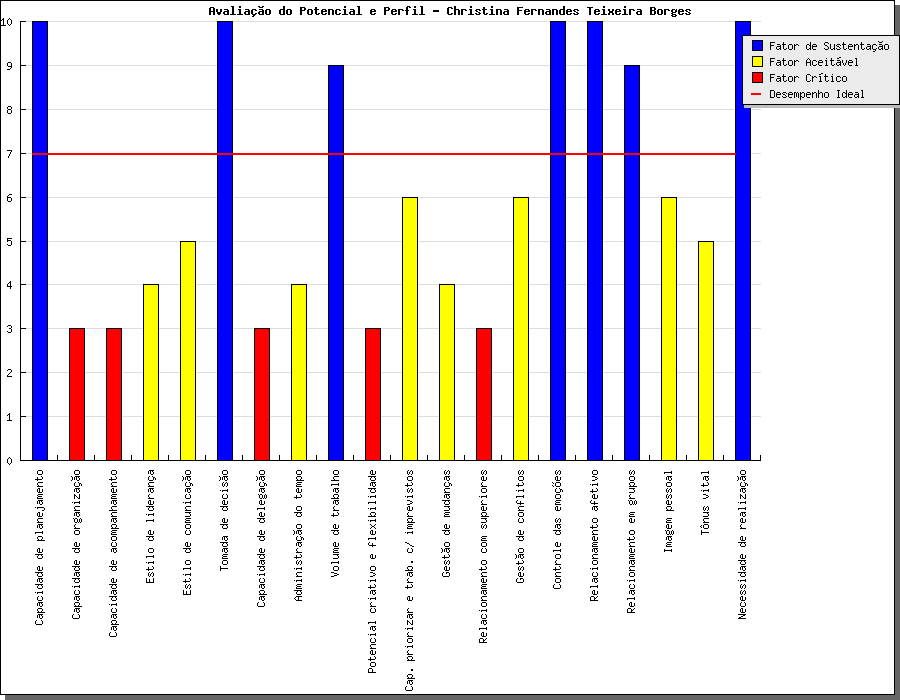 Avaliação do Potencial e Perfil - Christina Fernandes Teixeira Borges
Fator de Sustentação
Fator Aceitável
Fator Crítico
Desempenho Ideal
10
9
8
7
6
5
4
3
2
1
0
Capacidade de planejamento
Capacidade de organização
Capacidade de acompanhamento
Estilo de liderança
Estilo de comunicação
Tomada de decisão
Capacidade de delegação
Administração do tempo
Volume de trabalho
Potencial criativo e flexibilidade
Cap. priorizar e trab. c/ imprevistos
Gestão de mudanças
Relacionamento com superiores
Gestão de conflitos
Controle das emoções
Relacionamento afetivo
Relacionamento em grupos
Imagem pessoal
Tônus vital
Necessidade de realização